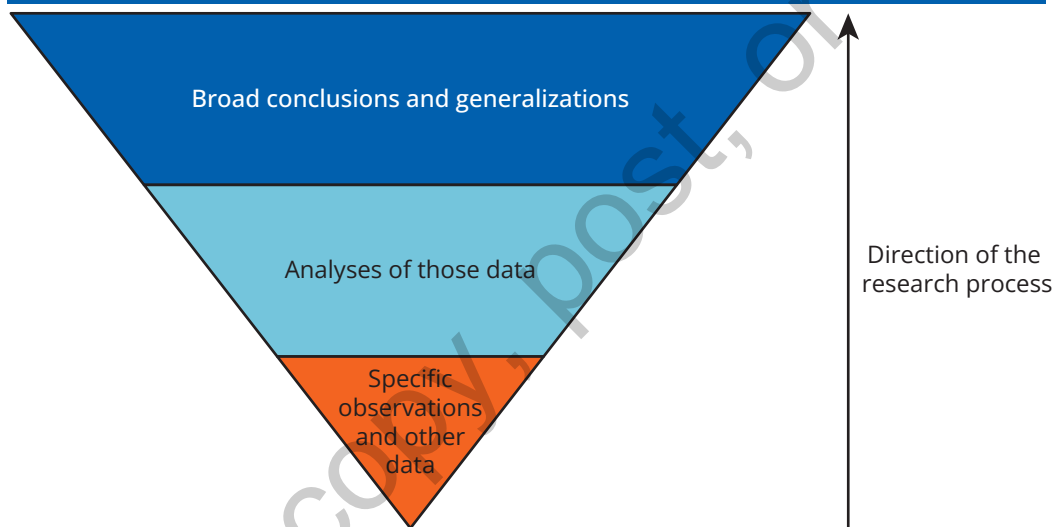 Broad conclusions and generalizations
Analyses of those data
Specific
observations
and other
data
Direction of the
research process
copy, post, or